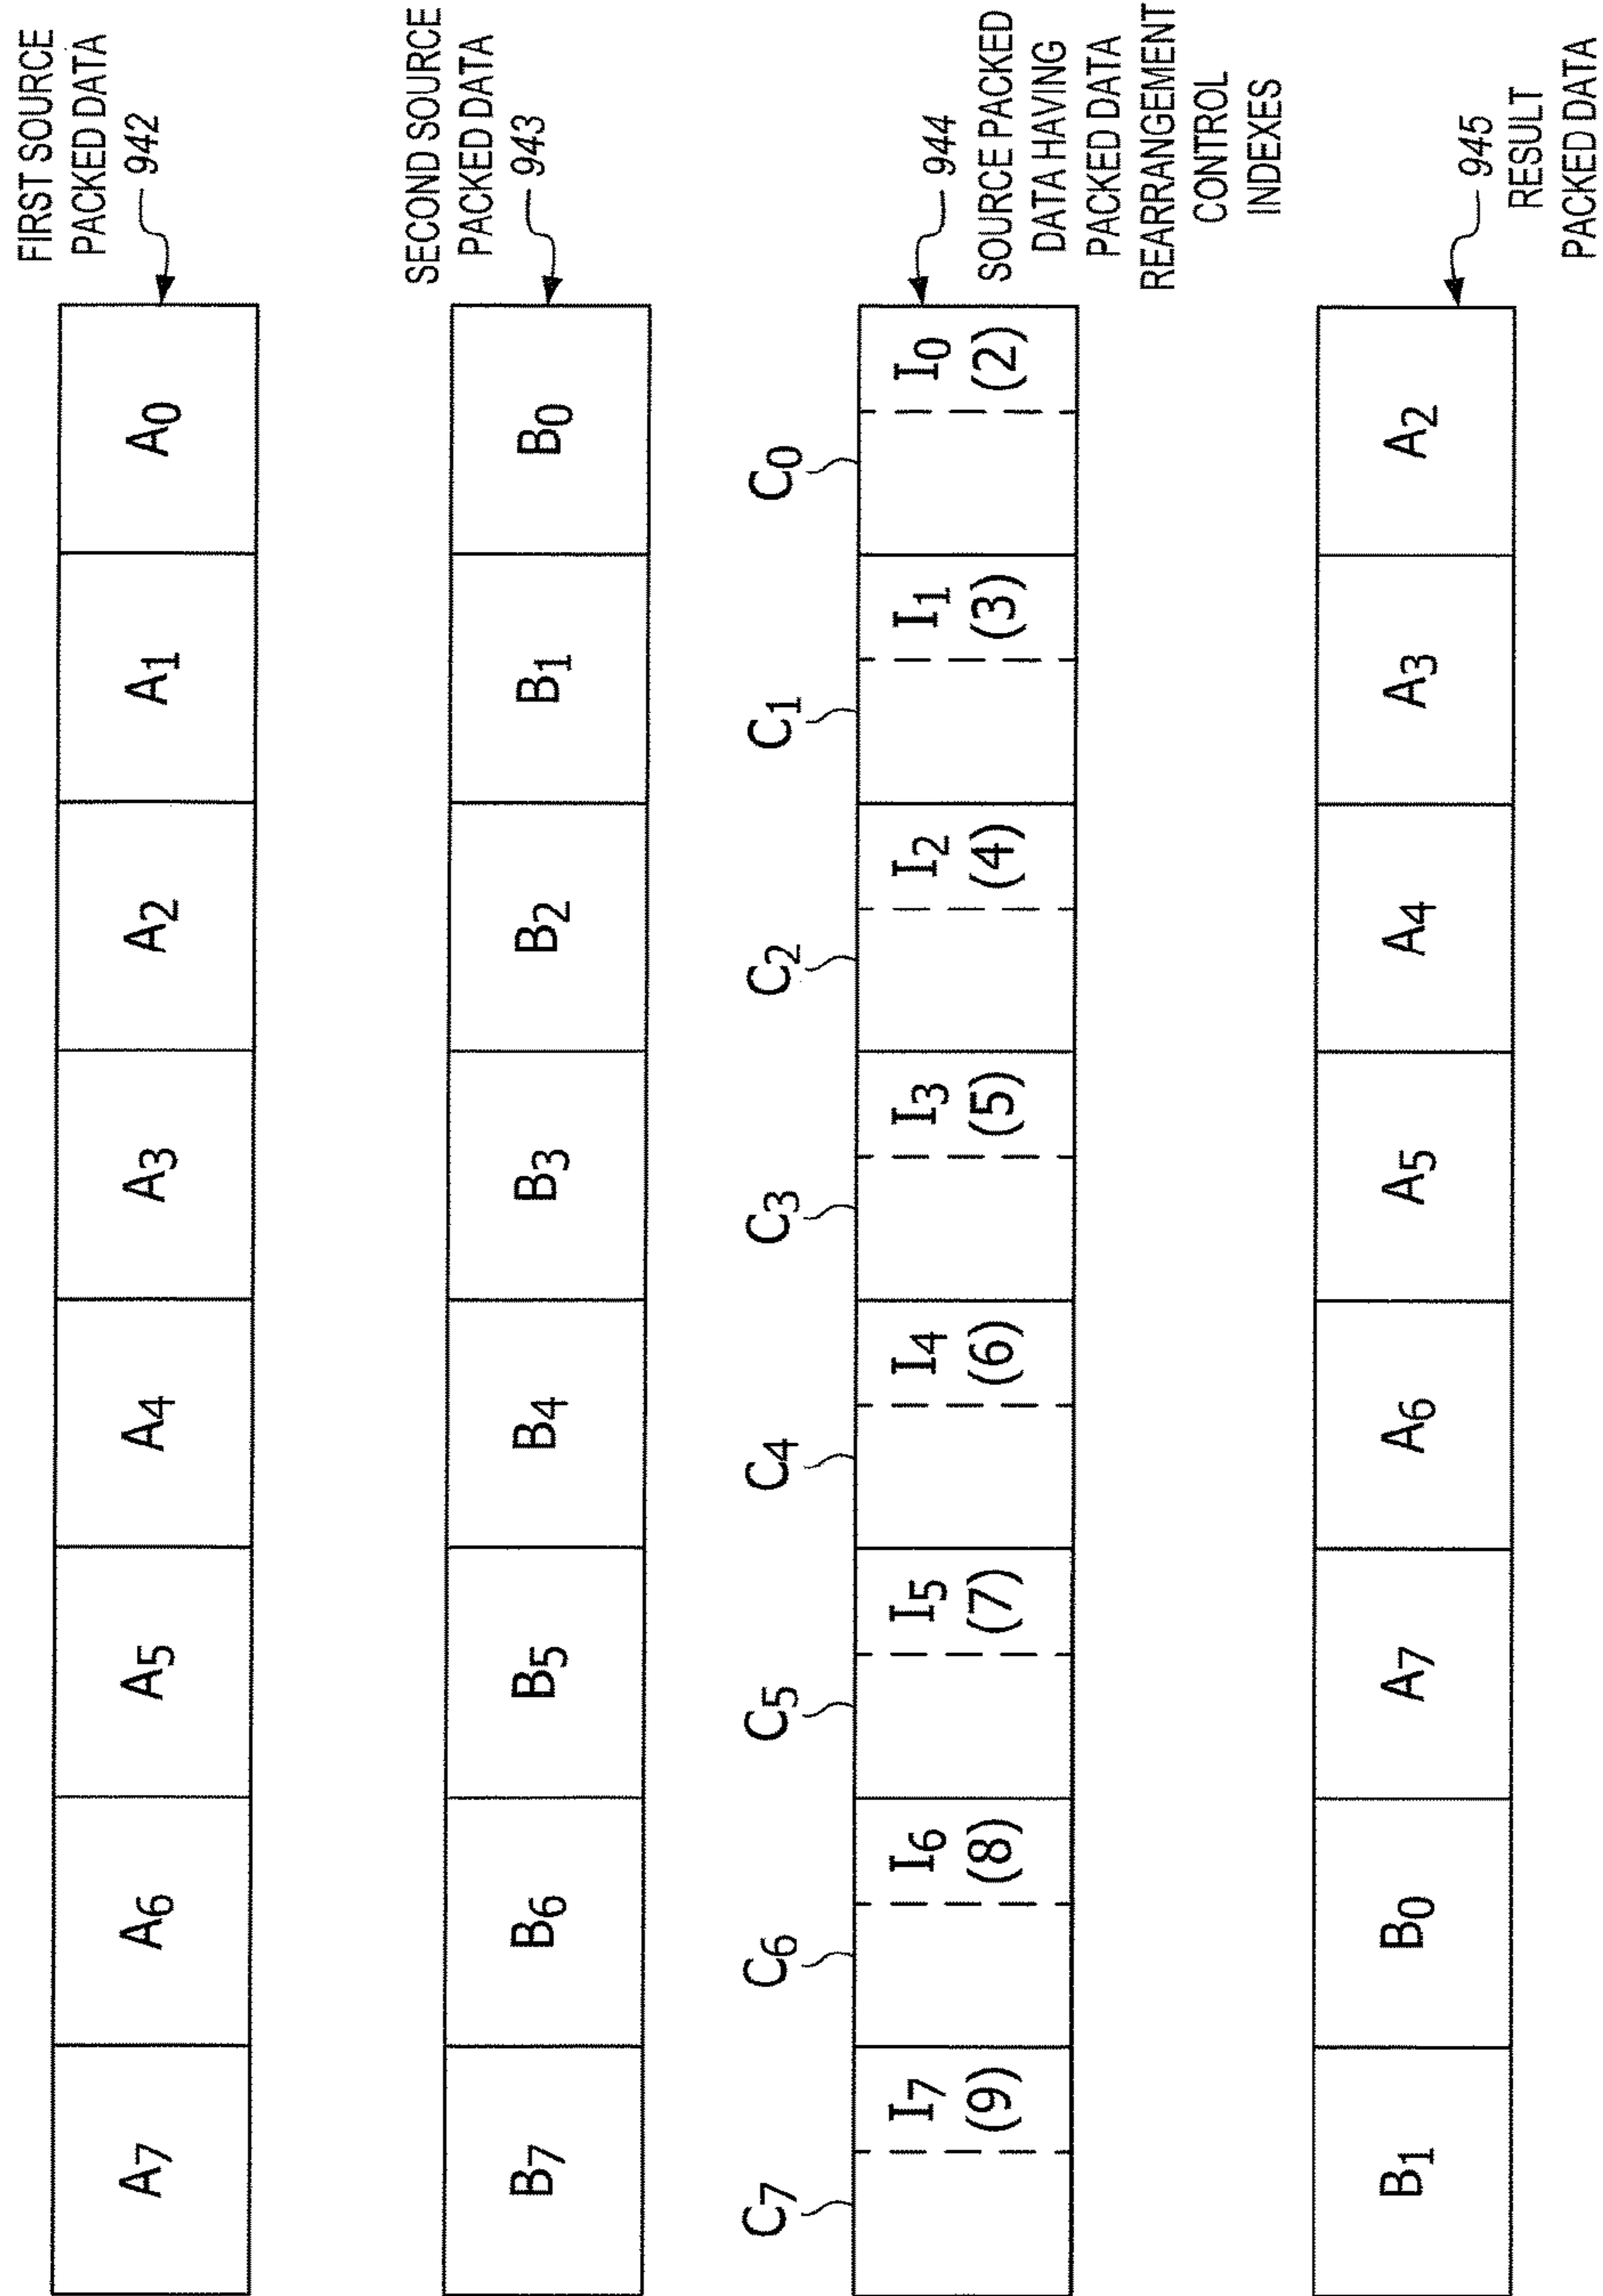 FIRST SOURCE
PACKED DATA
942
A7 A6 A5 A4 A3 A2 A1 A0
SECOND SOURCE
PACKED DATA
943
B7 B6 B5 B4 B3 B2 B1 B0
C7 C6 C5 C4 C3 C2 C1 C0
I7 I6 I5 I4 I3 I2 I1 I0
(9) (8) (7) (6) (5) (4) (3) (2)
944
SOURCE PACKED
DATA HAVING
PACKED DATA
REARRANGEMENT
CONTROL
INDEXES
B1 B0 A7 A6 A5 A4 A3 A2
945
RESULT
PACKED DATA